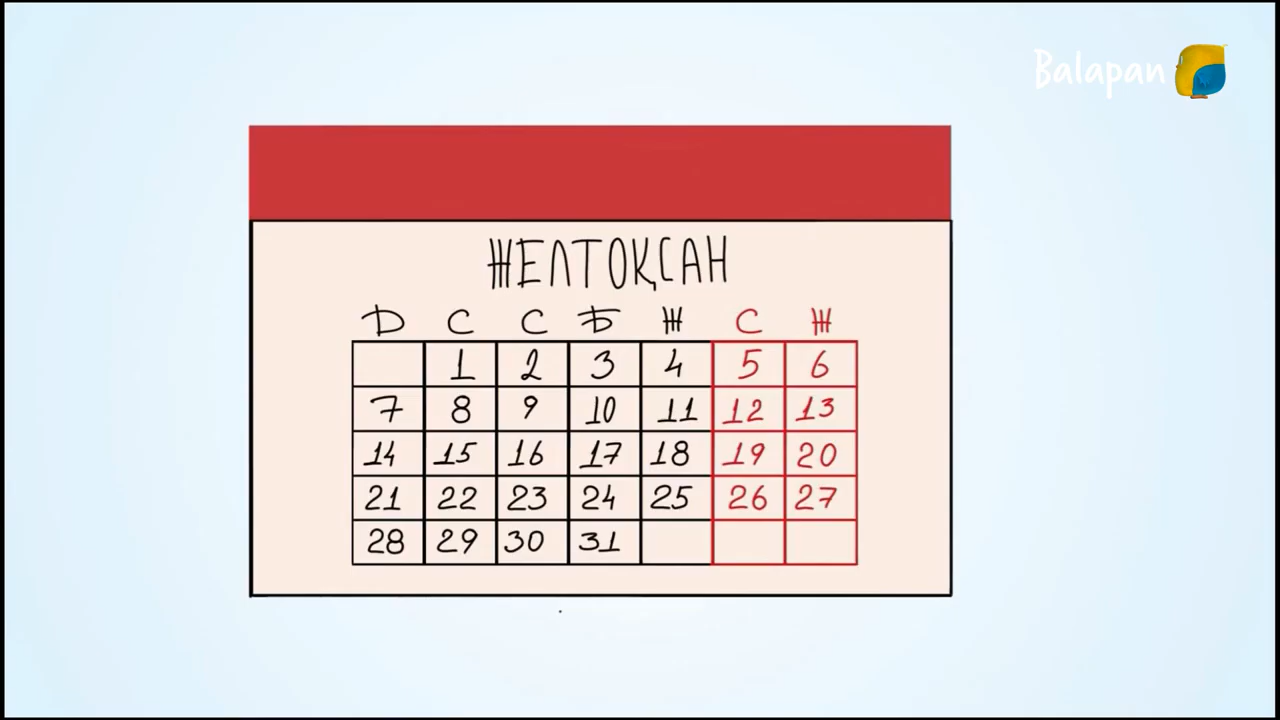 Balapan
ЖЕЛТОҚСАН
Д С С Б Ж С Ж
1 2 3 4 5 6
7 8 9 10 11 12 13
14 15 16 17 18 19 20
21 22 23 24 25 26 27
28 29 30 31